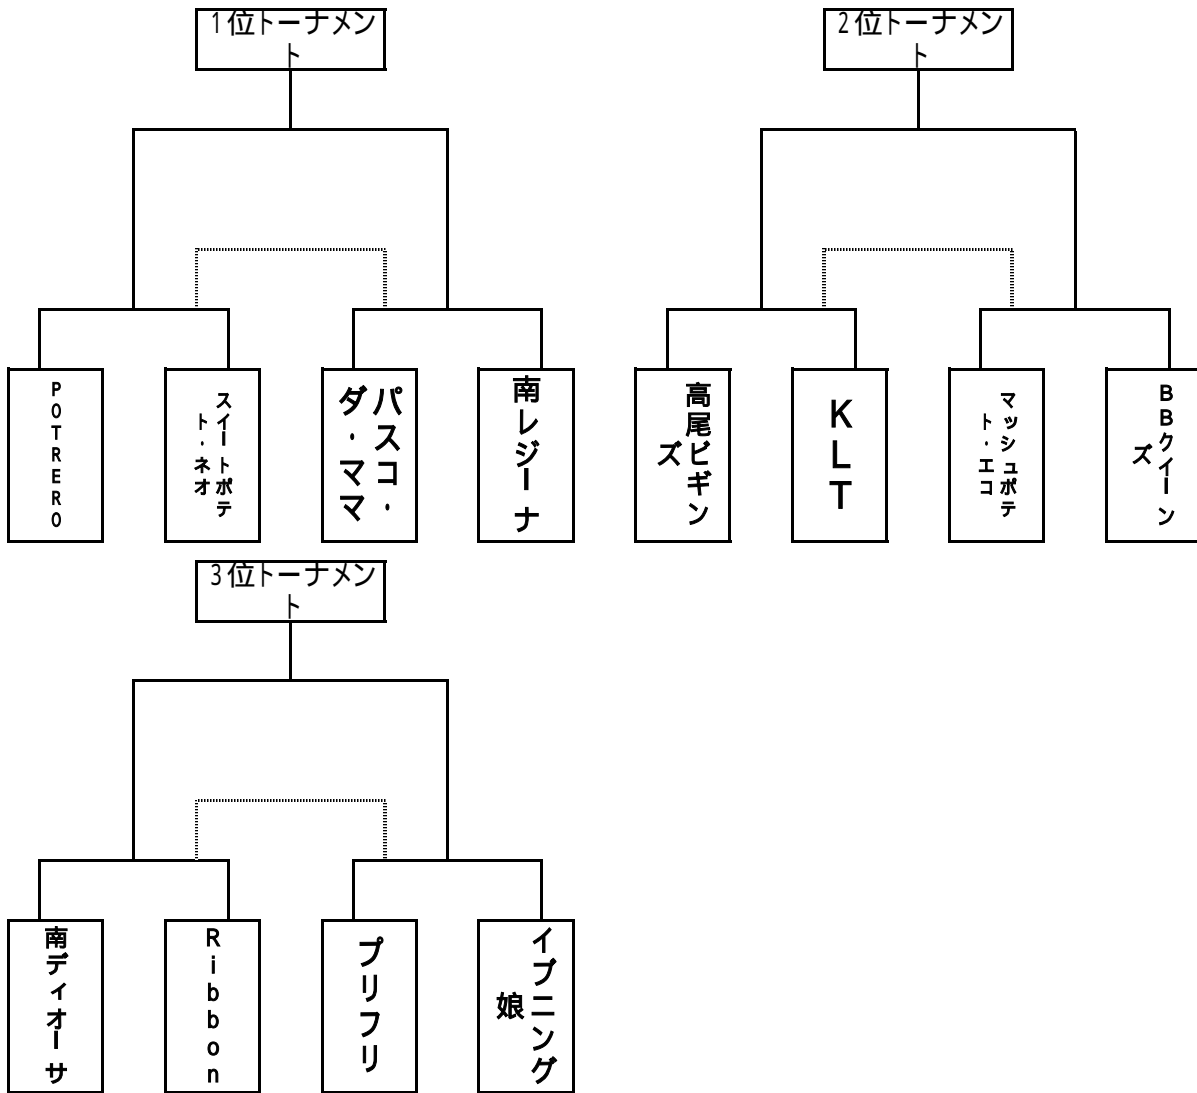 1位トーナメン
ト
2位トーナメン
ト
POTRERO
スイートポテ
ト・ネオ
パスコ・
ダ・ママ
南レジーナ
高尾ビギン
ズ
KLT
マッシュポテ
ト・エコ
BBクイーン
ズ
3位トーナメン
ト
南ディオーサ
Ribbon
プリフリ
イブニング
娘